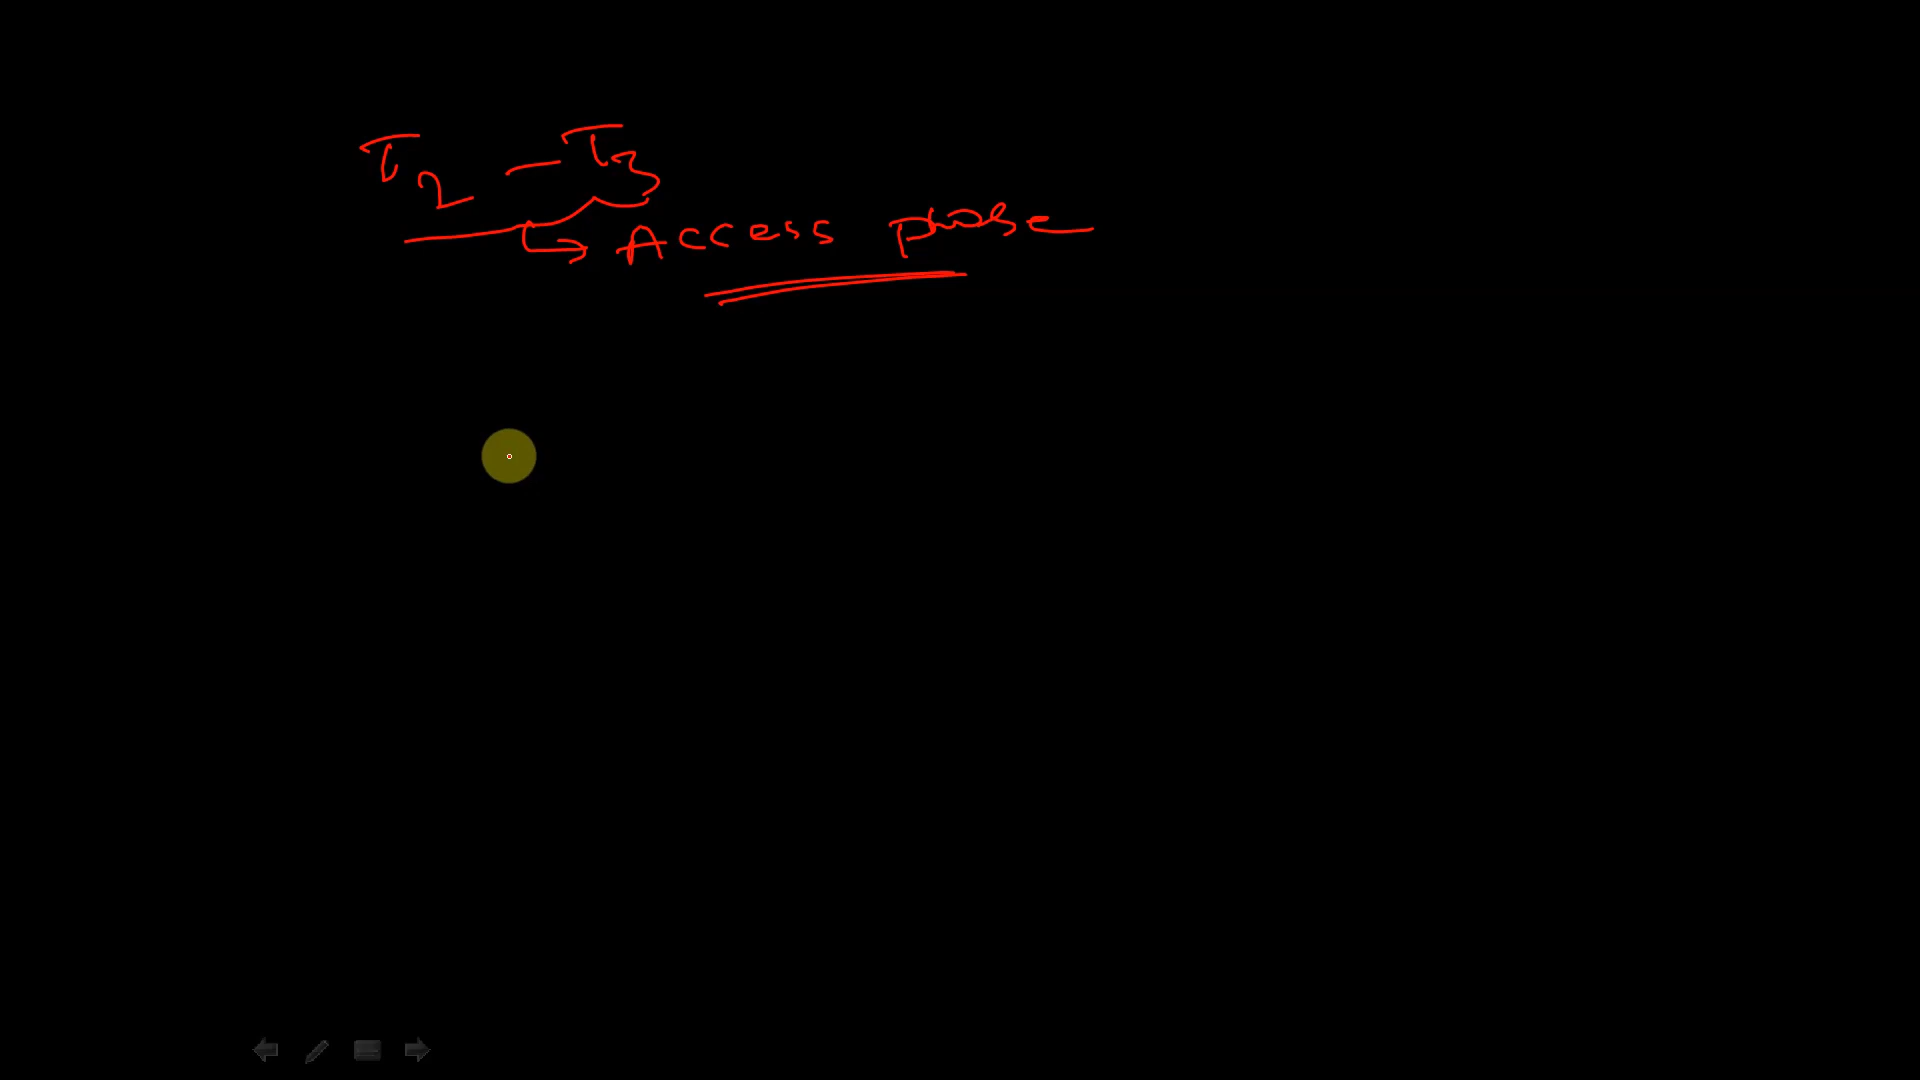 T2 - T3
↳ Access phase